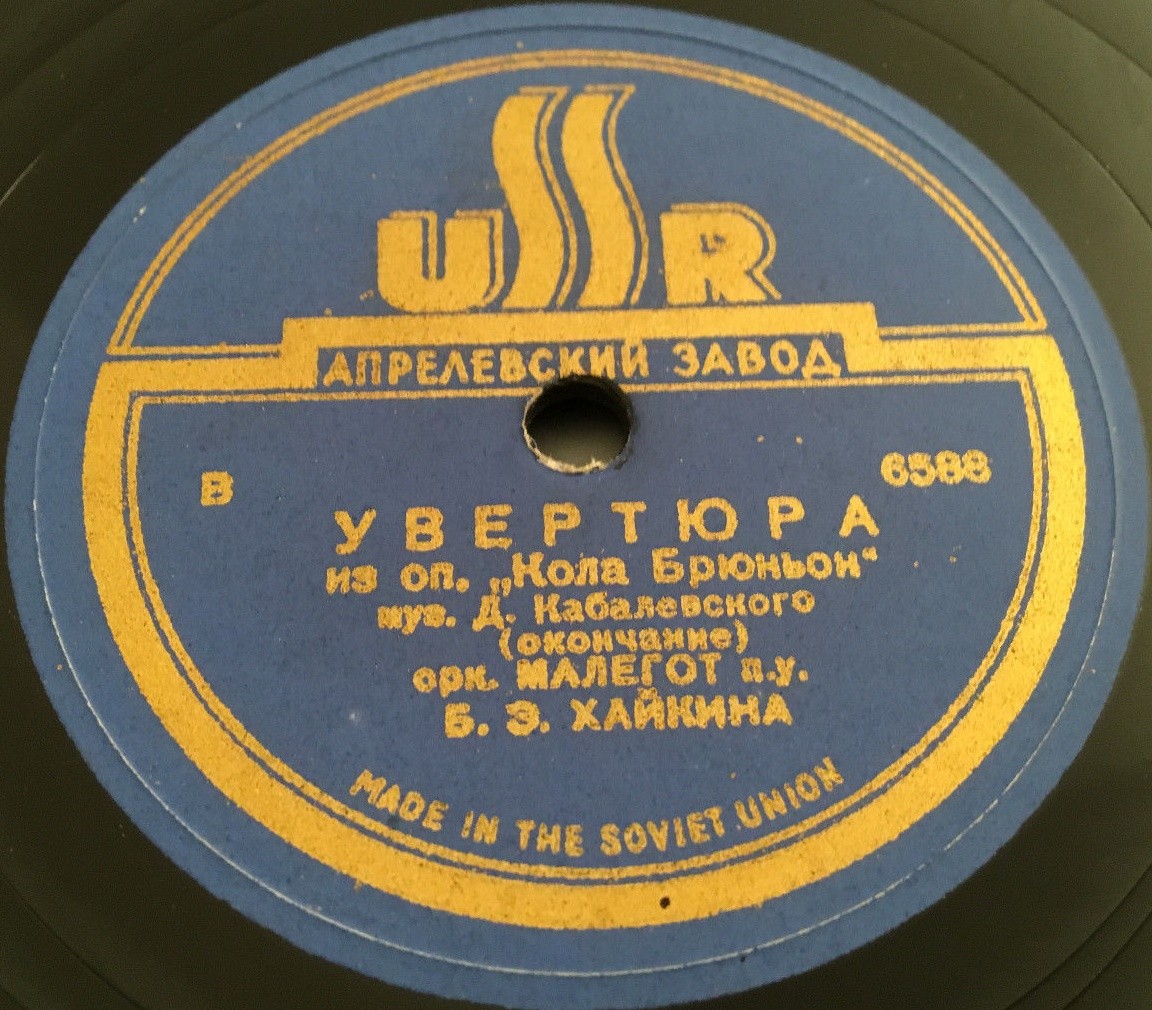 USSR
АПРЕЛЕВСКИЙ ЗАВОД
В 6588
УВЕРТЮРА
из оп. „Кола Брюньон“
муз. Д. Кабалевского
(окончание)
орк. МАЛЕГОТ п.у.
Б. Э. ХАЙКИНА
MADE IN THE SOVIET UNION